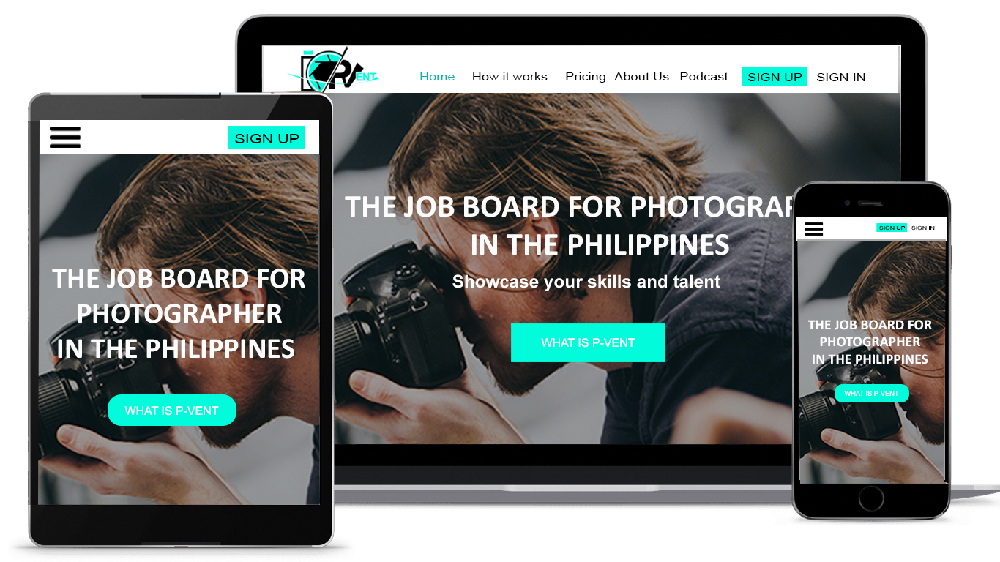 ENT
Home How it works Pricing About Us Podcast SIGN UP SIGN IN
THE JOB BOARD FOR PHOTOGRA
IN THE PHILIPPINES
Showcase your skills and talent
WHAT IS P-VENT
SIGN UP
THE JOB BOARD FOR
PHOTOGRAPHER
IN THE PHILIPPINES
WHAT IS P-VENT
SIGN UP SIGN IN
THE JOB BOARD FOR
PHOTOGRAPHER
IN THE PHILIPPINES
WHAT IS P-VENT